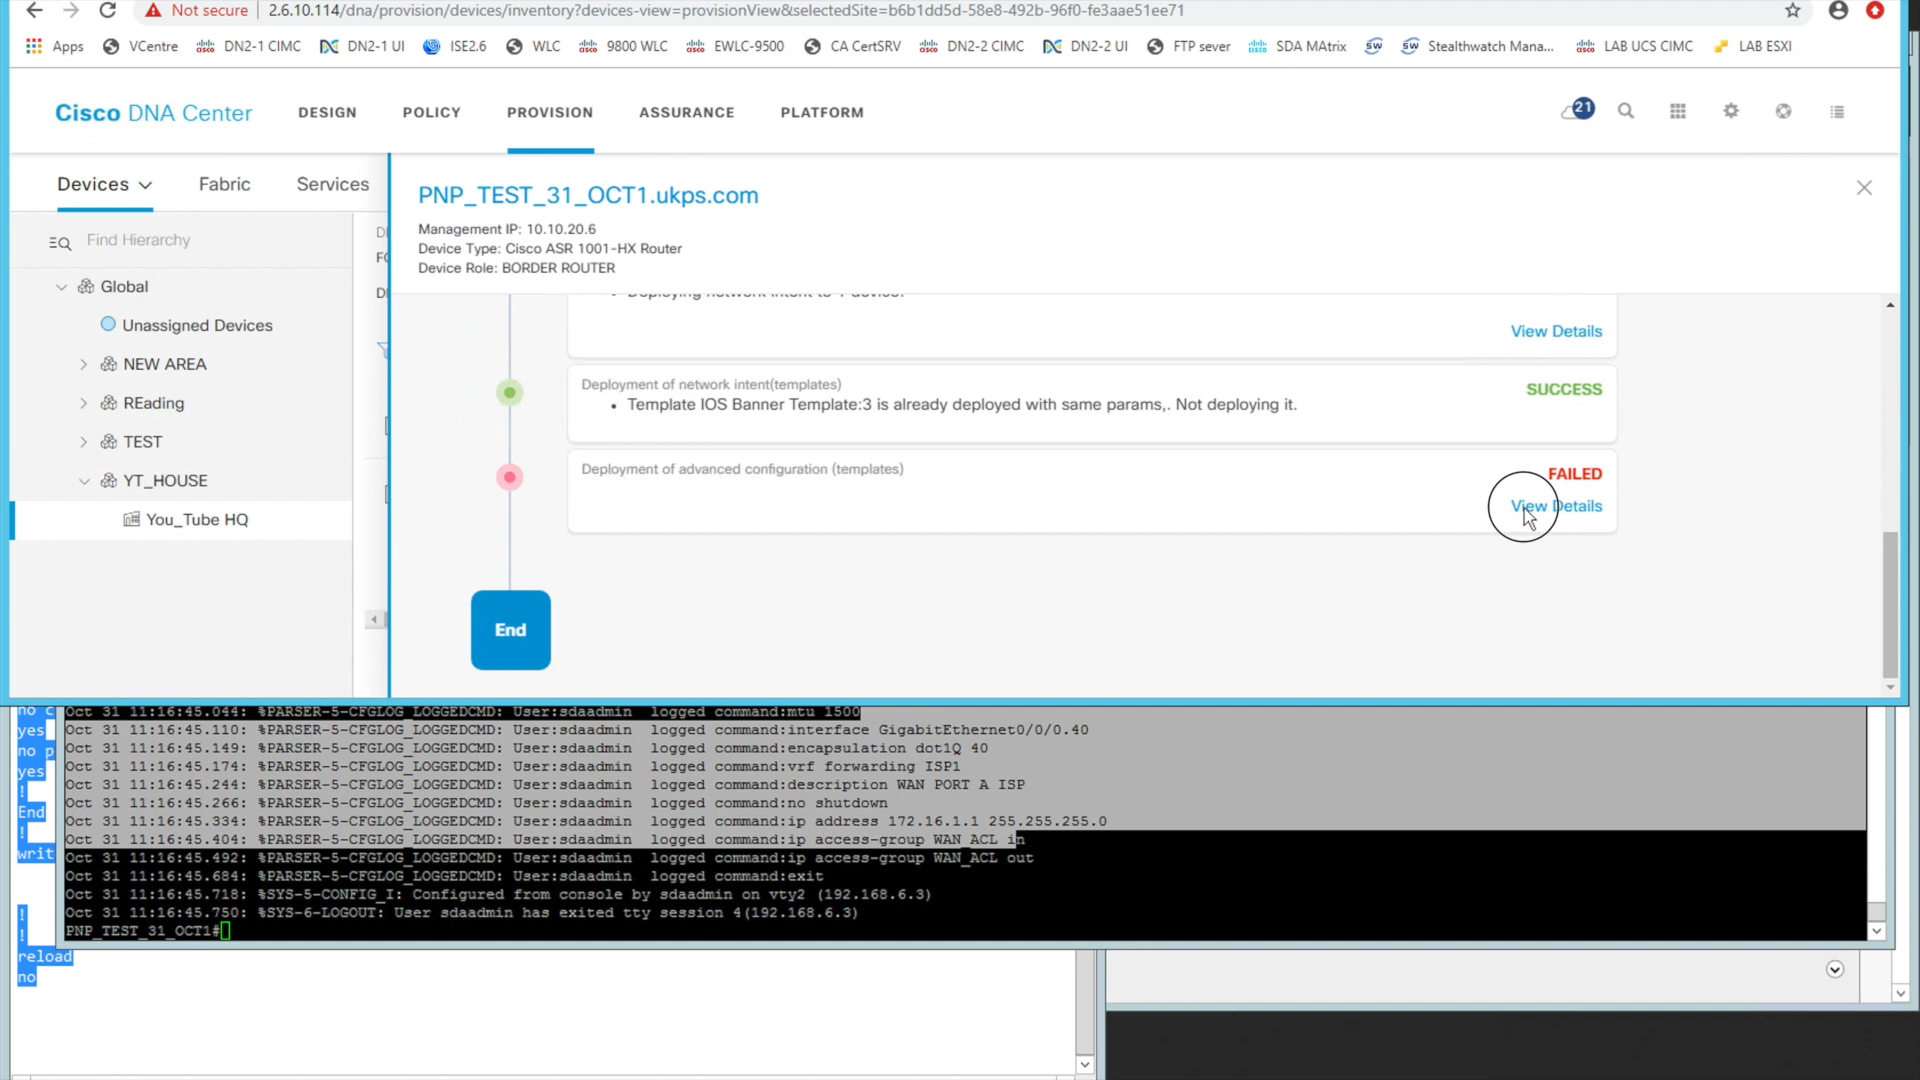 Not secure
2.6.10.114/dna/provision/devices/inventory?devices-view=provisionView&selectedSite=b6b1dd5d-58e8-492b-96f0-fe3aae51ee71
Apps
VCentre
DN2-1 CIMC
DN2-1 UI
ISE2.6
WLC
9800 WLC
EWLC-9500
CA CertSRV
DN2-2 CIMC
DN2-2 UI
FTP sever
SDA MAtrix
Stealthwatch Mana...
LAB UCS CIMC
LAB ESXI
Cisco DNA Center
DESIGN
POLICY
PROVISION
ASSURANCE
PLATFORM
21
Devices
Fabric
Services
Find Hierarchy
Global
Unassigned Devices
NEW AREA
REading
TEST
YT_HOUSE
You_Tube HQ
PNP_TEST_31_OCT1.ukps.com
Management IP: 10.10.20.6
Device Type: Cisco ASR 1001-HX Router
Device Role: BORDER ROUTER
Deploying network intent to 1 device.
View Details
Deployment of network intent(templates)
SUCCESS
Template IOS Banner Template:3 is already deployed with same params,. Not deploying it.
Deployment of advanced configuration (templates)
FAILED
View Details
End
no c
yes
no p
yes
!
End
!
writ
!
!
reload
no
Oct 31 11:16:45.044: %PARSER-5-CFGLOG_LOGGEDCMD: User:sdaadmin  logged command:mtu 1500
Oct 31 11:16:45.110: %PARSER-5-CFGLOG_LOGGEDCMD: User:sdaadmin  logged command:interface GigabitEthernet0/0/0.40
Oct 31 11:16:45.149: %PARSER-5-CFGLOG_LOGGEDCMD: User:sdaadmin  logged command:encapsulation dot1Q 40
Oct 31 11:16:45.174: %PARSER-5-CFGLOG_LOGGEDCMD: User:sdaadmin  logged command:vrf forwarding ISP1
Oct 31 11:16:45.244: %PARSER-5-CFGLOG_LOGGEDCMD: User:sdaadmin  logged command:description WAN PORT A ISP
Oct 31 11:16:45.266: %PARSER-5-CFGLOG_LOGGEDCMD: User:sdaadmin  logged command:no shutdown
Oct 31 11:16:45.334: %PARSER-5-CFGLOG_LOGGEDCMD: User:sdaadmin  logged command:ip address 172.16.1.1 255.255.255.0
Oct 31 11:16:45.404: %PARSER-5-CFGLOG_LOGGEDCMD: User:sdaadmin  logged command:ip access-group WAN_ACL in
Oct 31 11:16:45.492: %PARSER-5-CFGLOG_LOGGEDCMD: User:sdaadmin  logged command:ip access-group WAN_ACL out
Oct 31 11:16:45.684: %PARSER-5-CFGLOG_LOGGEDCMD: User:sdaadmin  logged command:exit
Oct 31 11:16:45.718: %SYS-5-CONFIG_I: Configured from console by sdaadmin on vty2 (192.168.6.3)
Oct 31 11:16:45.750: %SYS-6-LOGOUT: User sdaadmin has exited tty session 4(192.168.6.3)
PNP_TEST_31_OCT1#